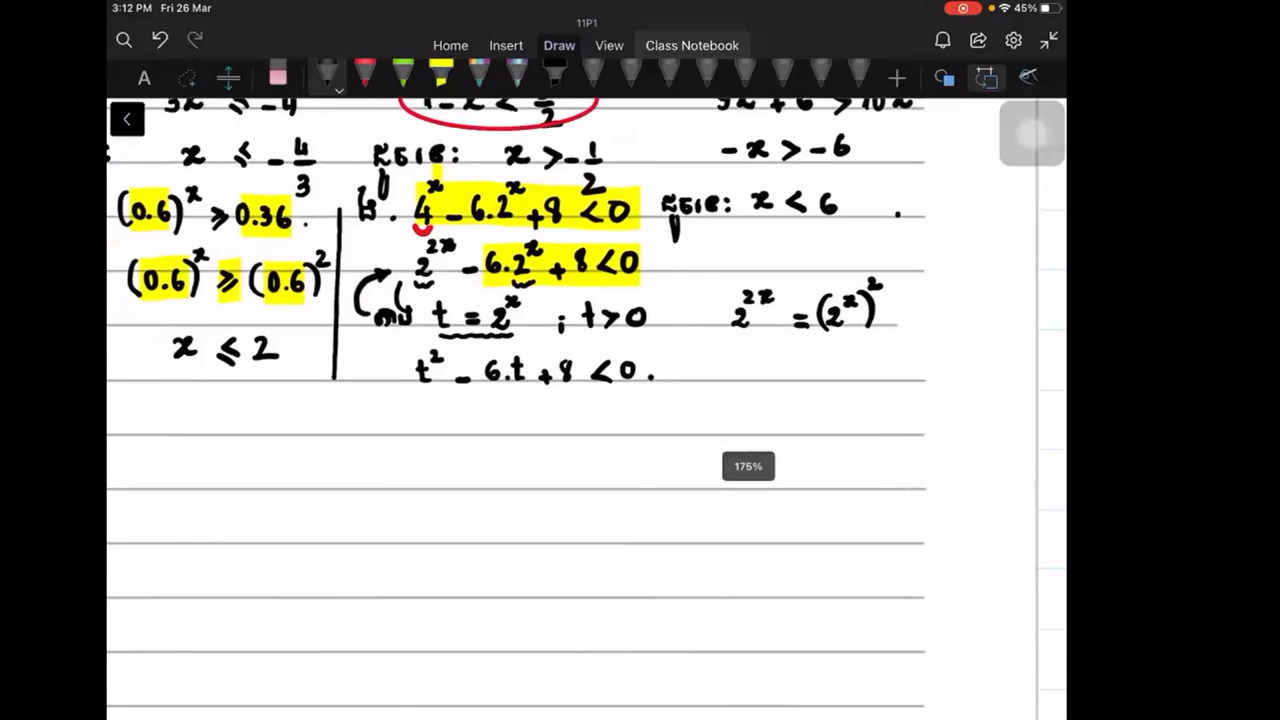 3:12 PM Fri 26 Mar
45%
11P1
Home Insert Draw View Class Notebook
A
3x ≤ -4
x ≤ -4/3
(0.6)^x ≥ 0.36.
(0.6)^x ≥ (0.6)^2
x ≤ 2
x > -1/2
4^x - 6.2^x + 8 < 0
2^2x - 6.2^x + 8 < 0
t = 2^x ; t > 0
t^2 - 6.t + 8 < 0.
-x > -6
x < 6 .
2^2x = (2^x)^2
175%